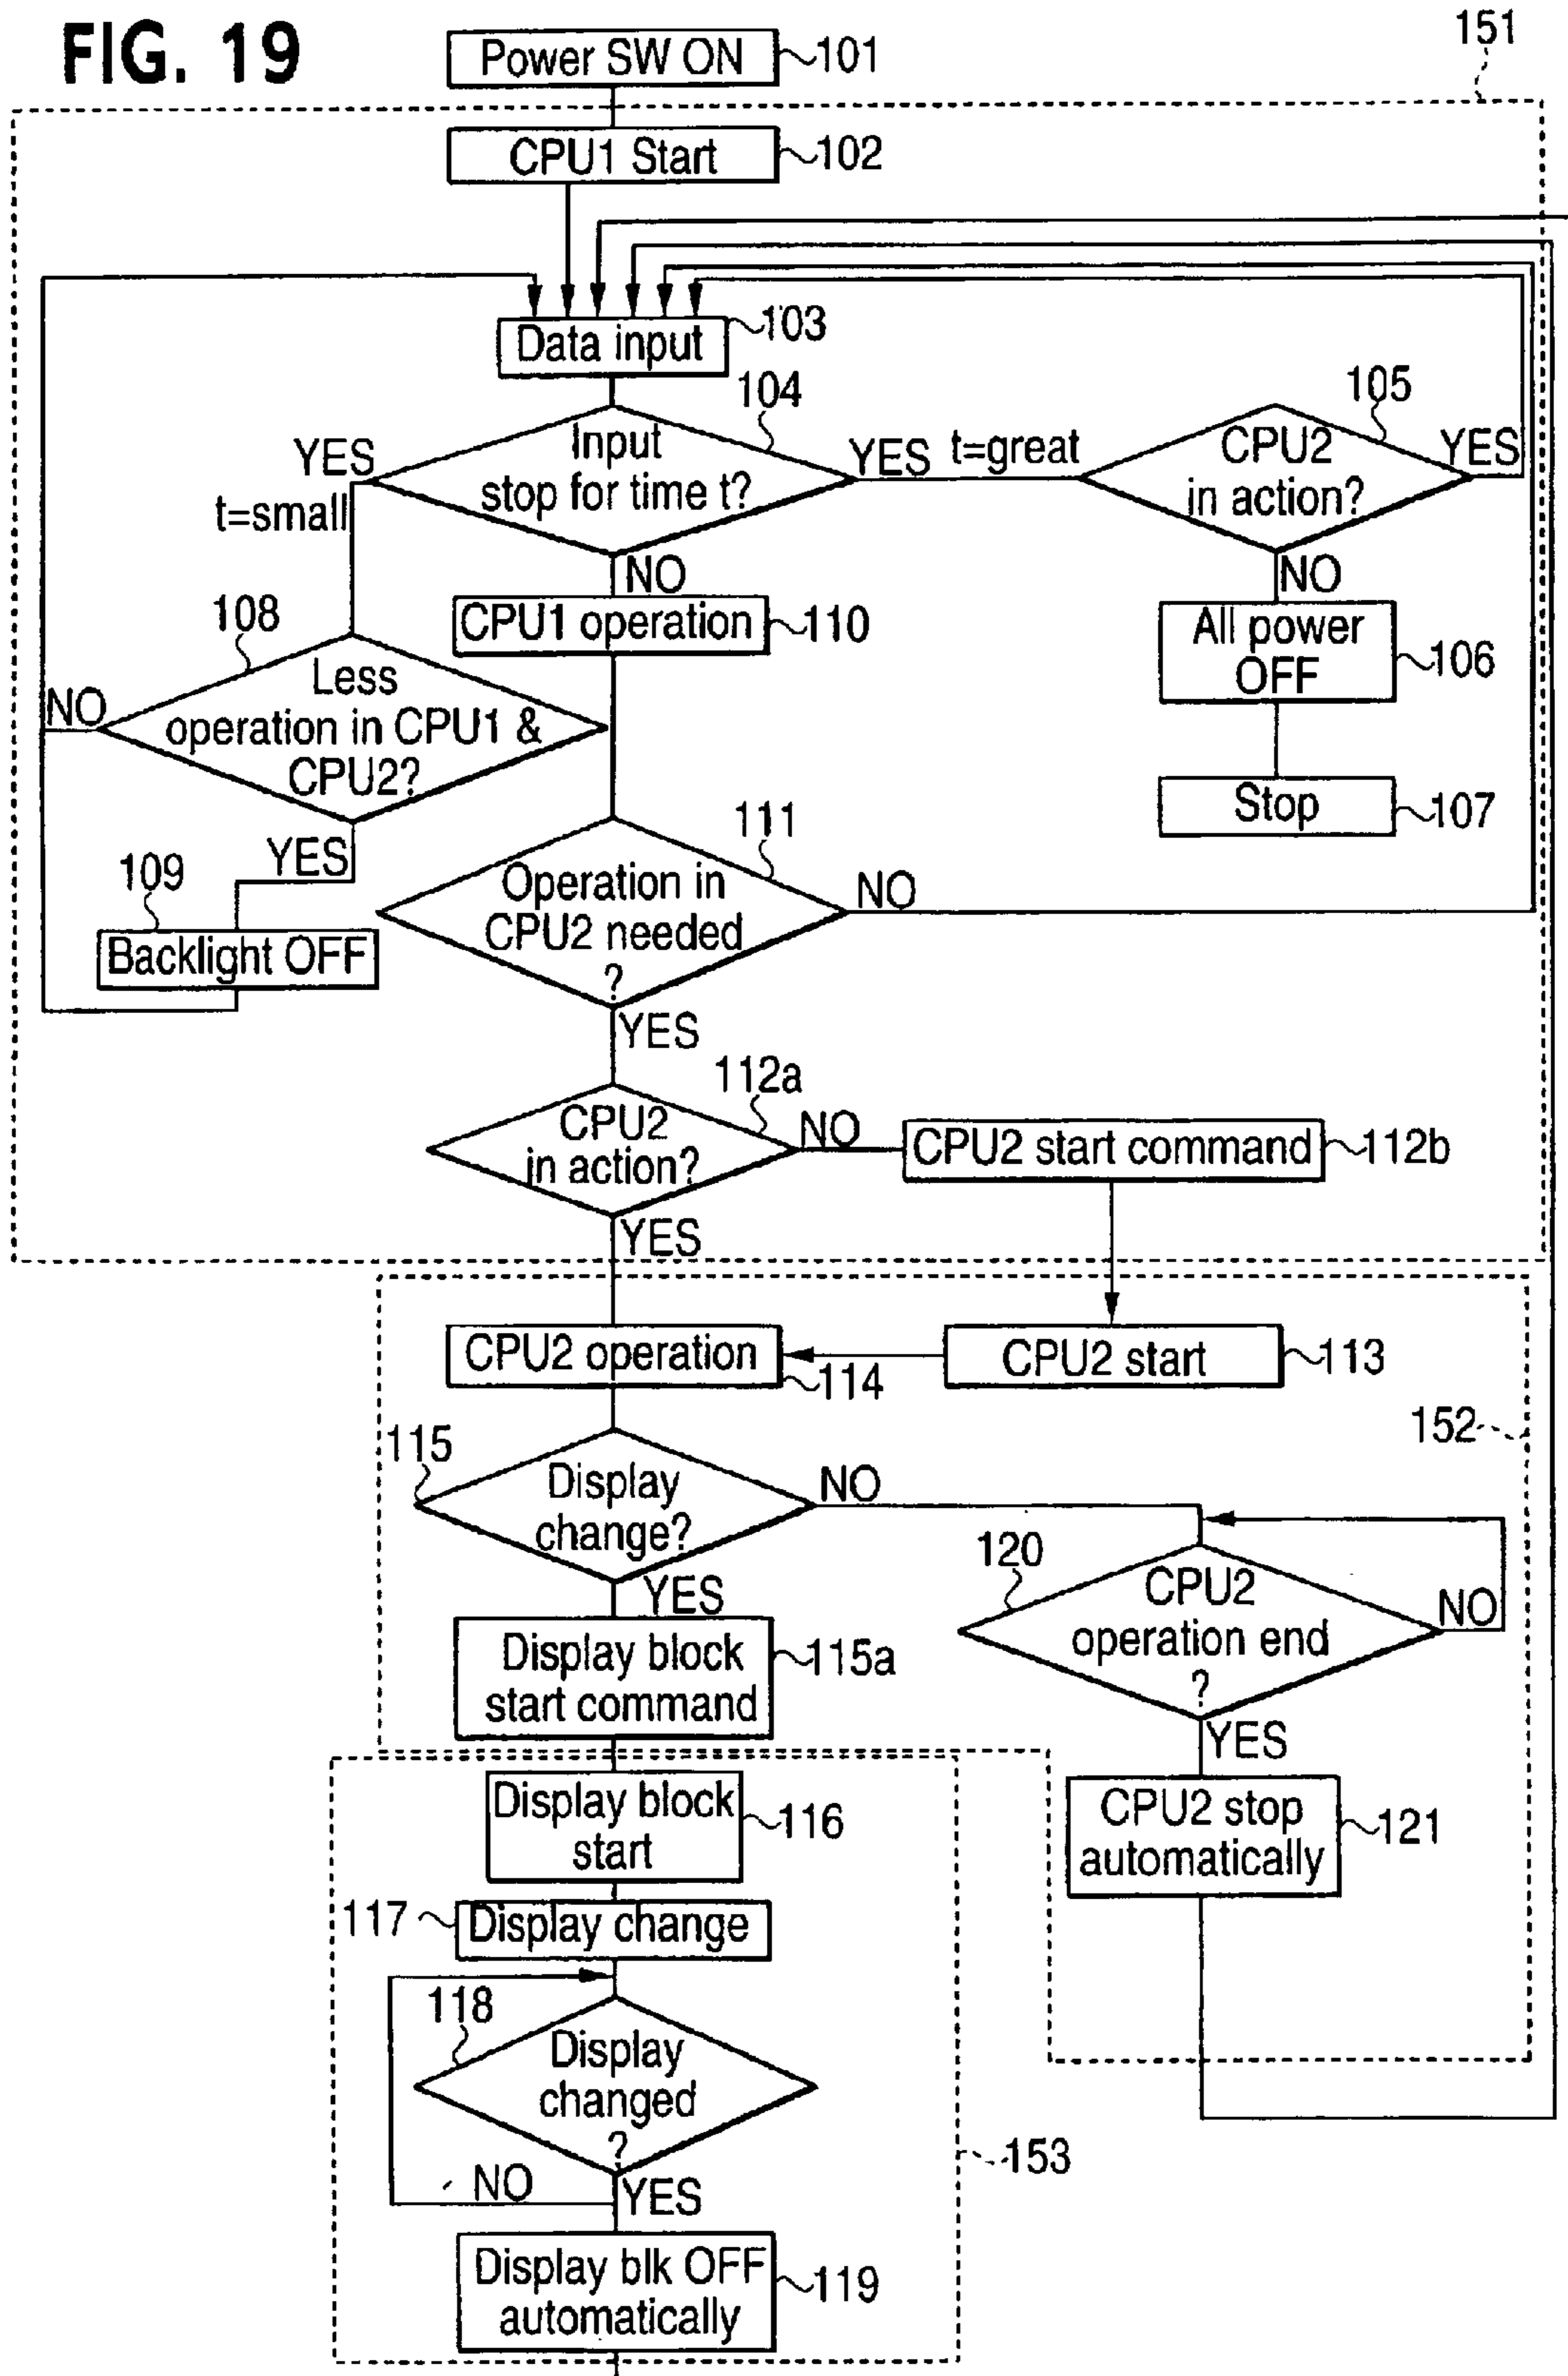 FIG. 19
151
Power SW ON
101
CPU1 Start
102
Data input
103
104
Input
stop for time t?
YES
t=small
YES t=great
105
CPU2
in action?
YES
NO
NO
CPU1 operation
110
All power
OFF
106
108
Less
operation in CPU1 &
CPU2?
NO
Stop
107
YES
109
Backlight OFF
111
Operation in
CPU2 needed
?
NO
YES
112a
CPU2
in action?
NO
CPU2 start command
112b
YES
CPU2 operation
114
CPU2 start
113
152
115
Display
change?
NO
YES
120
CPU2
operation end
?
NO
Display block
start command
115a
YES
Display block
start
116
CPU2 stop
automatically
121
117
Display change
118
Display
changed
?
153
NO
YES
Display blk OFF
automatically
119